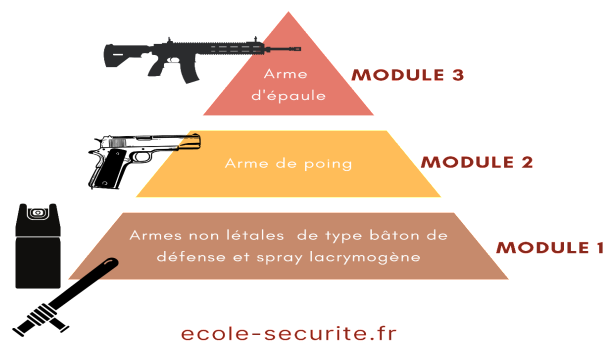 Arme
d'épaule
MODULE 3
Arme de poing
MODULE 2
Armes non létales de type bâton de
défense et spray lacrymogène
MODULE 1
ecole-securite.fr